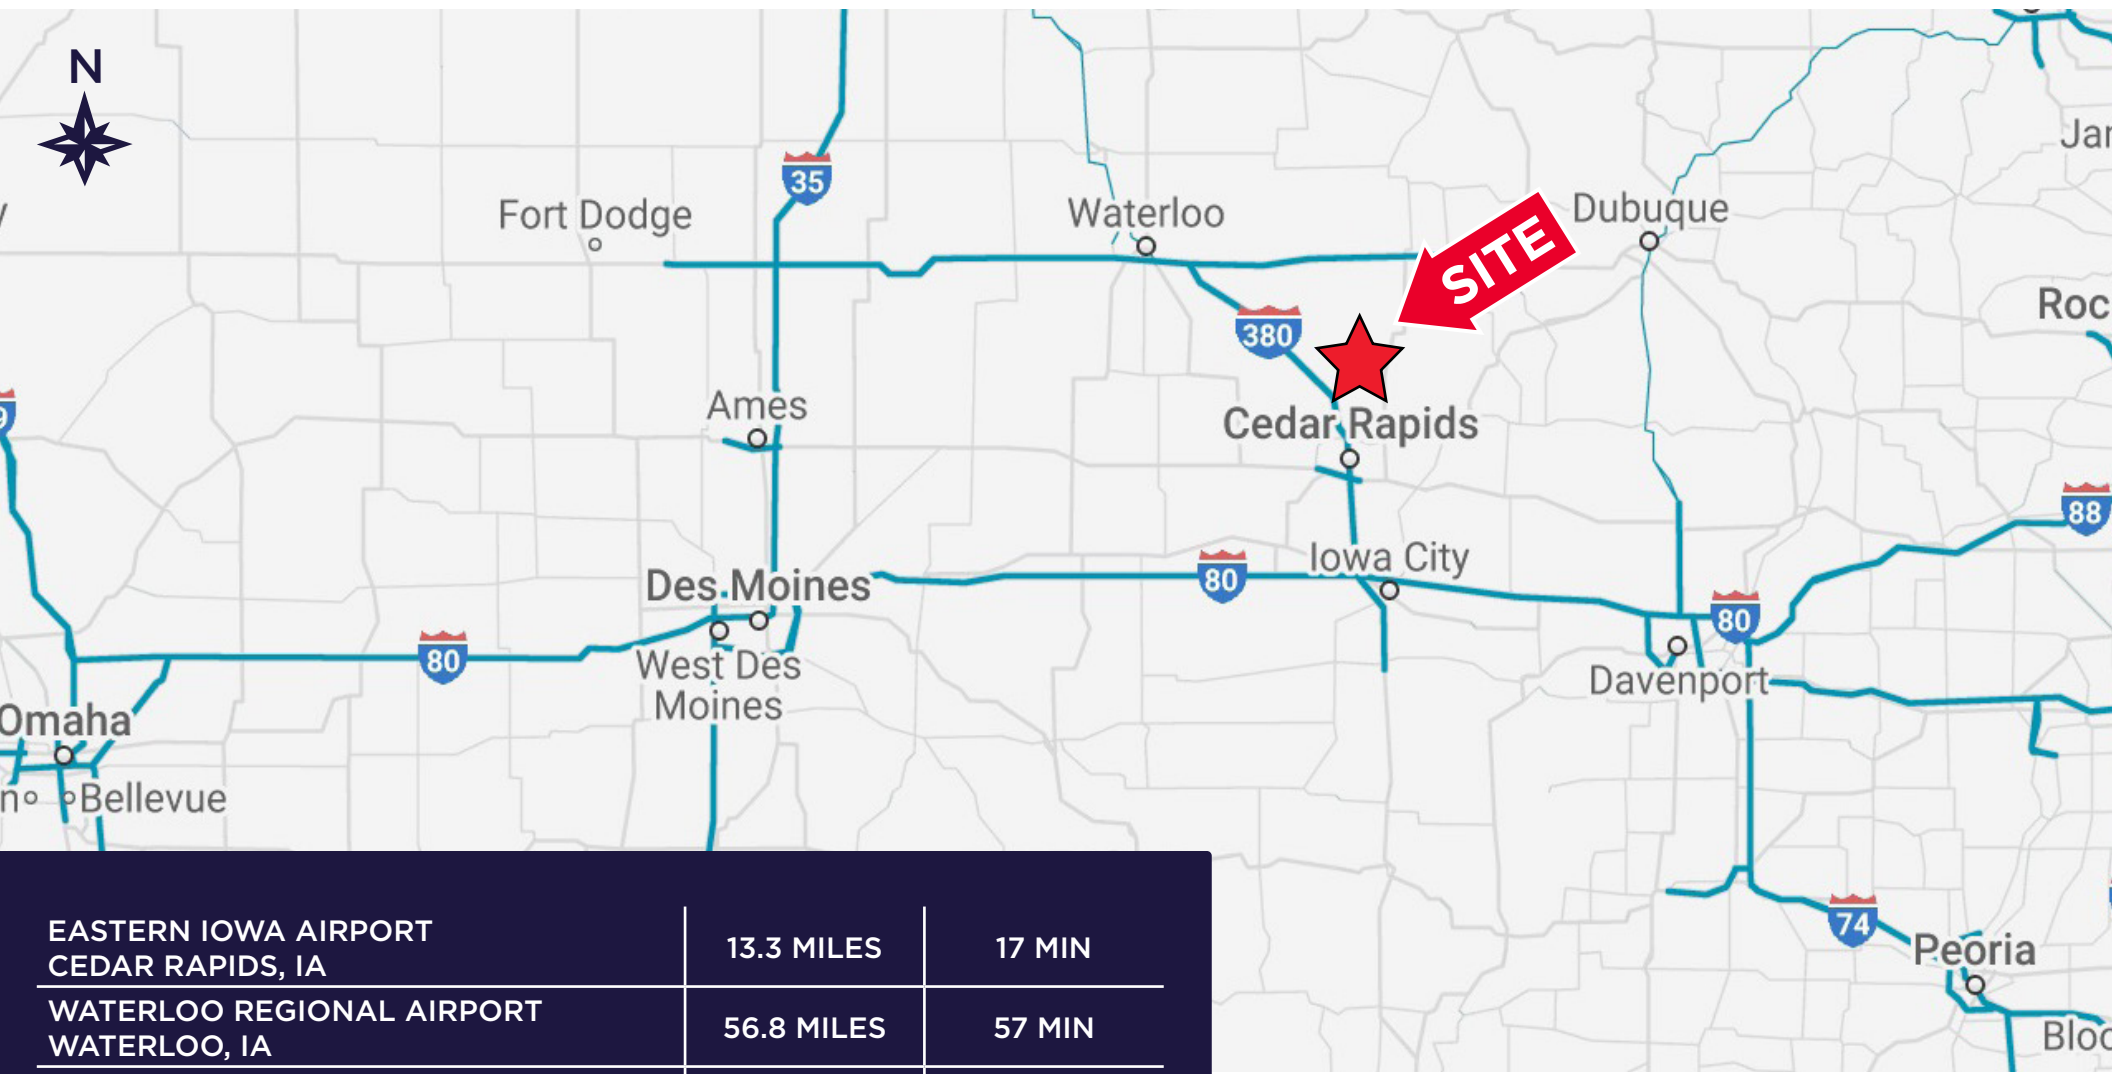 N
35
Fort Dodge
Waterloo
Dubuque
SITE
380
Ames
Cedar Rapids
88
Iowa City
80
Des Moines
80
80
West Des
Moines
Davenport
Omaha
Bellevue
74
Peoria
EASTERN IOWA AIRPORT
CEDAR RAPIDS, IA
13.3 MILES
17 MIN
WATERLOO REGIONAL AIRPORT
WATERLOO, IA
56.8 MILES
57 MIN